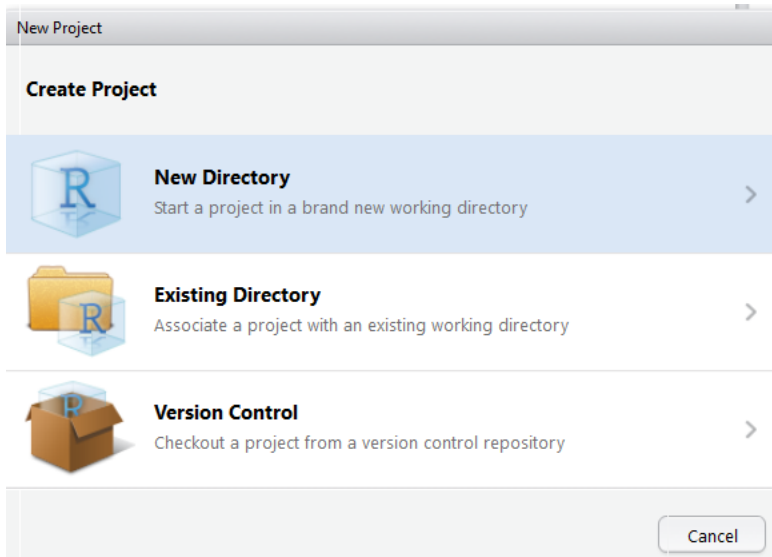 New Project
Create Project
R
New Directory
Start a project in a brand new working directory
R
Existing Directory
Associate a project with an existing working directory
R
Version Control
Checkout a project from a version control repository
Cancel